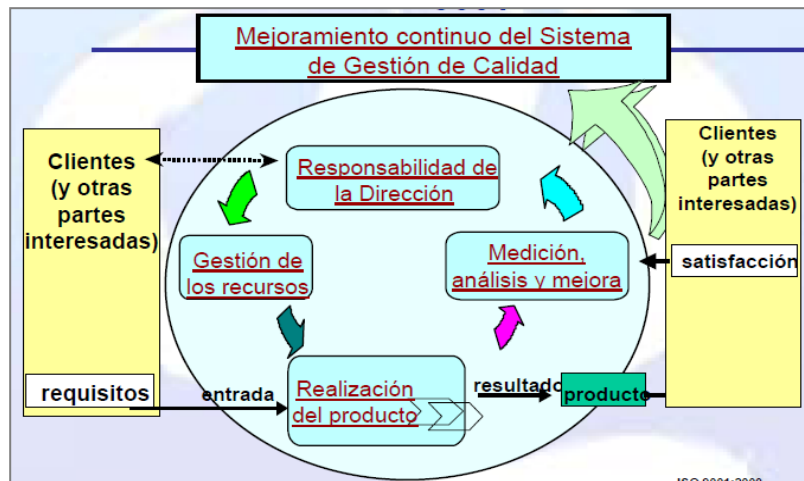 Mejoramiento continuo del Sistema
de Gestión de Calidad
Clientes
(y otras
partes
interesadas)
Responsabilidad de
la Dirección
Clientes
(y otras
partes
interesadas)
Gestión de
los recursos
Medición,
análisis y mejora
satisfacción
requisitos
entrada
Realización
del producto
resultado
producto